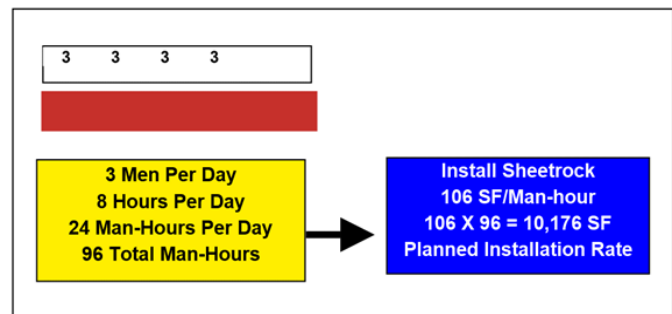 3 3 3 3
3 Men Per Day
8 Hours Per Day
24 Man-Hours Per Day
96 Total Man-Hours
Install Sheetrock
106 SF/Man-hour
106 X 96 = 10,176 SF
Planned Installation Rate